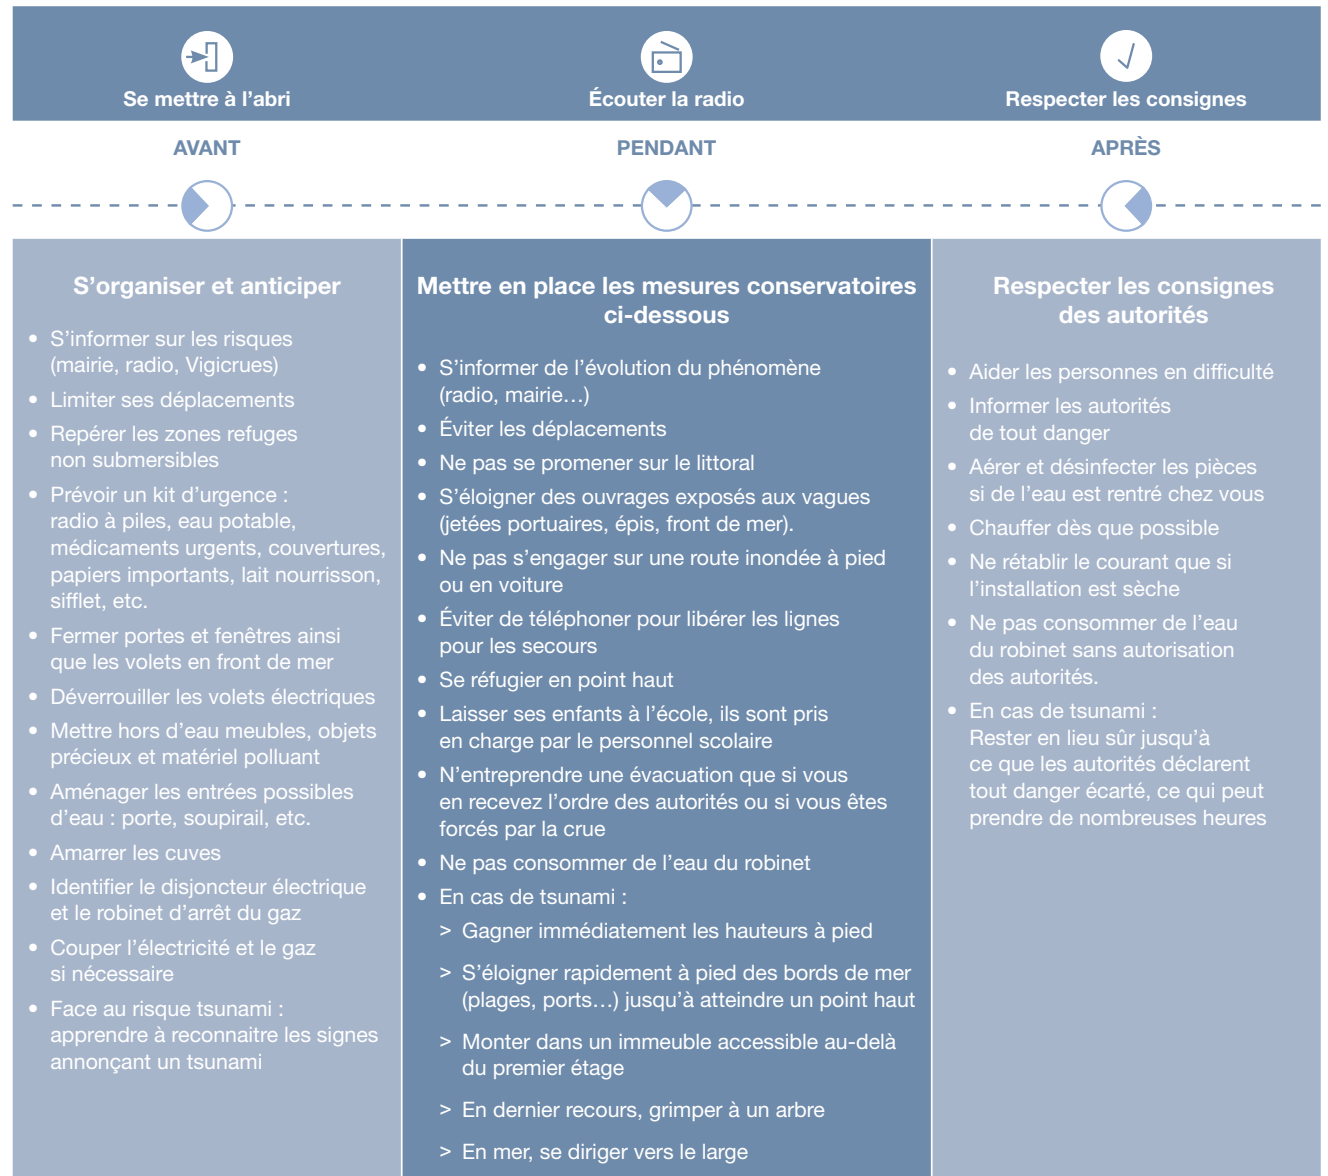 Se mettre à l'abri
Écouter la radio
Respecter les consignes
AVANT
PENDANT
APRÈS
S'organiser et anticiper
• S'informer sur les risques
(mairie, radio, Vigicrues)
• Limiter ses déplacements
• Repérer les zones refuges
non submersibles
• Prévoir un kit d'urgence :
radio à piles, eau potable,
médicaments urgents, couvertures,
papiers importants, lait nourrisson,
sifflet, etc.
• Fermer portes et fenêtres ainsi
que les volets en front de mer
• Déverrouiller les volets électriques
• Mettre hors d'eau meubles, objets
précieux et matériel polluant
• Aménager les entrées possibles
d'eau : porte, soupirail, etc.
• Amarrer les cuves
• Identifier le disjoncteur électrique
et le robinet d'arrêt du gaz
• Couper l'électricité et le gaz
si nécessaire
• Face au risque tsunami :
apprendre à reconnaitre les signes
annonçant un tsunami
Mettre en place les mesures conservatoires
ci-dessous
• S'informer de l'évolution du phénomène
(radio, mairie…)
• Éviter les déplacements
• Ne pas se promener sur le littoral
• S'éloigner des ouvrages exposés aux vagues
(jetées portuaires, épis, front de mer).
• Ne pas s'engager sur une route inondée à pied
ou en voiture
• Éviter de téléphoner pour libérer les lignes
pour les secours
• Se réfugier en point haut
• Laisser ses enfants à l'école, ils sont pris
en charge par le personnel scolaire
• N'entreprendre une évacuation que si vous
en recevez l'ordre des autorités ou si vous êtes
forcés par la crue
• Ne pas consommer de l'eau du robinet
• En cas de tsunami :
> Gagner immédiatement les hauteurs à pied
> S'éloigner rapidement à pied des bords de mer
(plages, ports…) jusqu'à atteindre un point haut
> Monter dans un immeuble accessible au-delà
du premier étage
> En dernier recours, grimper à un arbre
> En mer, se diriger vers le large
Respecter les consignes
des autorités
• Aider les personnes en difficulté
• Informer les autorités
de tout danger
• Aérer et désinfecter les pièces
si de l'eau est rentré chez vous
• Chauffer dès que possible
• Ne rétablir le courant que si
l'installation est sèche
• Ne pas consommer de l'eau
du robinet sans autorisation
des autorités.
• En cas de tsunami :
Rester en lieu sûr jusqu'à
ce que les autorités déclarent
tout danger écarté, ce qui peut
prendre de nombreuses heures